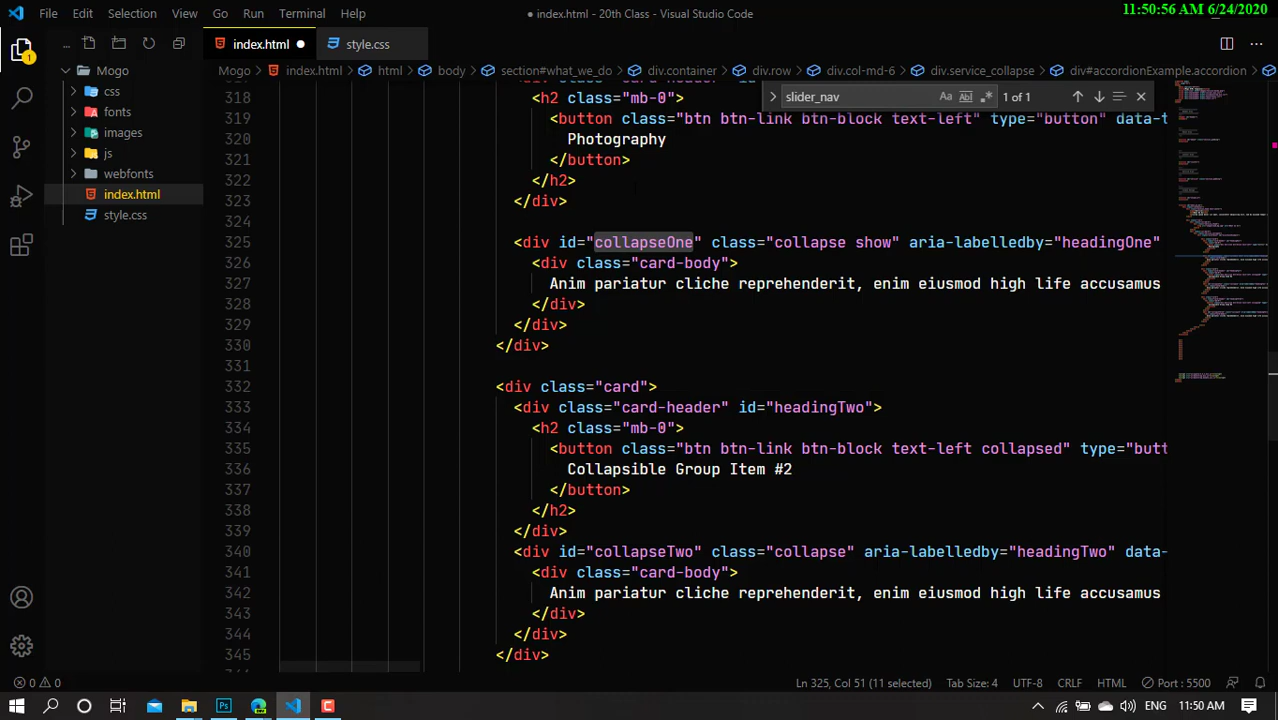 11:50:56 AM 6/24/2020
File Edit Selection View Go Run Terminal Help
● index.html - 20th Class - Visual Studio Code
1
...
index.html ●
style.css
Mogo > index.html > html > body > section#what_we_do > div.container > div.row > div.col-md-6 > div.service_collapse > div#accordionExample.accordion
Mogo
css
fonts
images
js
webfonts
index.html
style.css
slider_nav 1 of 1
318 <h2 class="mb-0">
319 <button class="btn btn-link btn-block text-left" type="button" data-t
320 Photography
321 </button>
322 </h2>
323 </div>
324
325 <div id="collapseOne" class="collapse show" aria-labelledby="headingOne"
326 <div class="card-body">
327 Anim pariatur cliche reprehenderit, enim eiusmod high life accusamus
328 </div>
329 </div>
330 </div>
331
332 <div class="card">
333 <div class="card-header" id="headingTwo">
334 <h2 class="mb-0">
335 <button class="btn btn-link btn-block text-left collapsed" type="butt
336 Collapsible Group Item #2
337 </button>
338 </h2>
339 </div>
340 <div id="collapseTwo" class="collapse" aria-labelledby="headingTwo" data-
341 <div class="card-body">
342 Anim pariatur cliche reprehenderit, enim eiusmod high life accusamus
343 </div>
344 </div>
345 </div>
0 0 Ln 325, Col 51 (11 selected) Tab Size: 4 UTF-8 CRLF HTML Port : 5500
ENG 11:50 AM